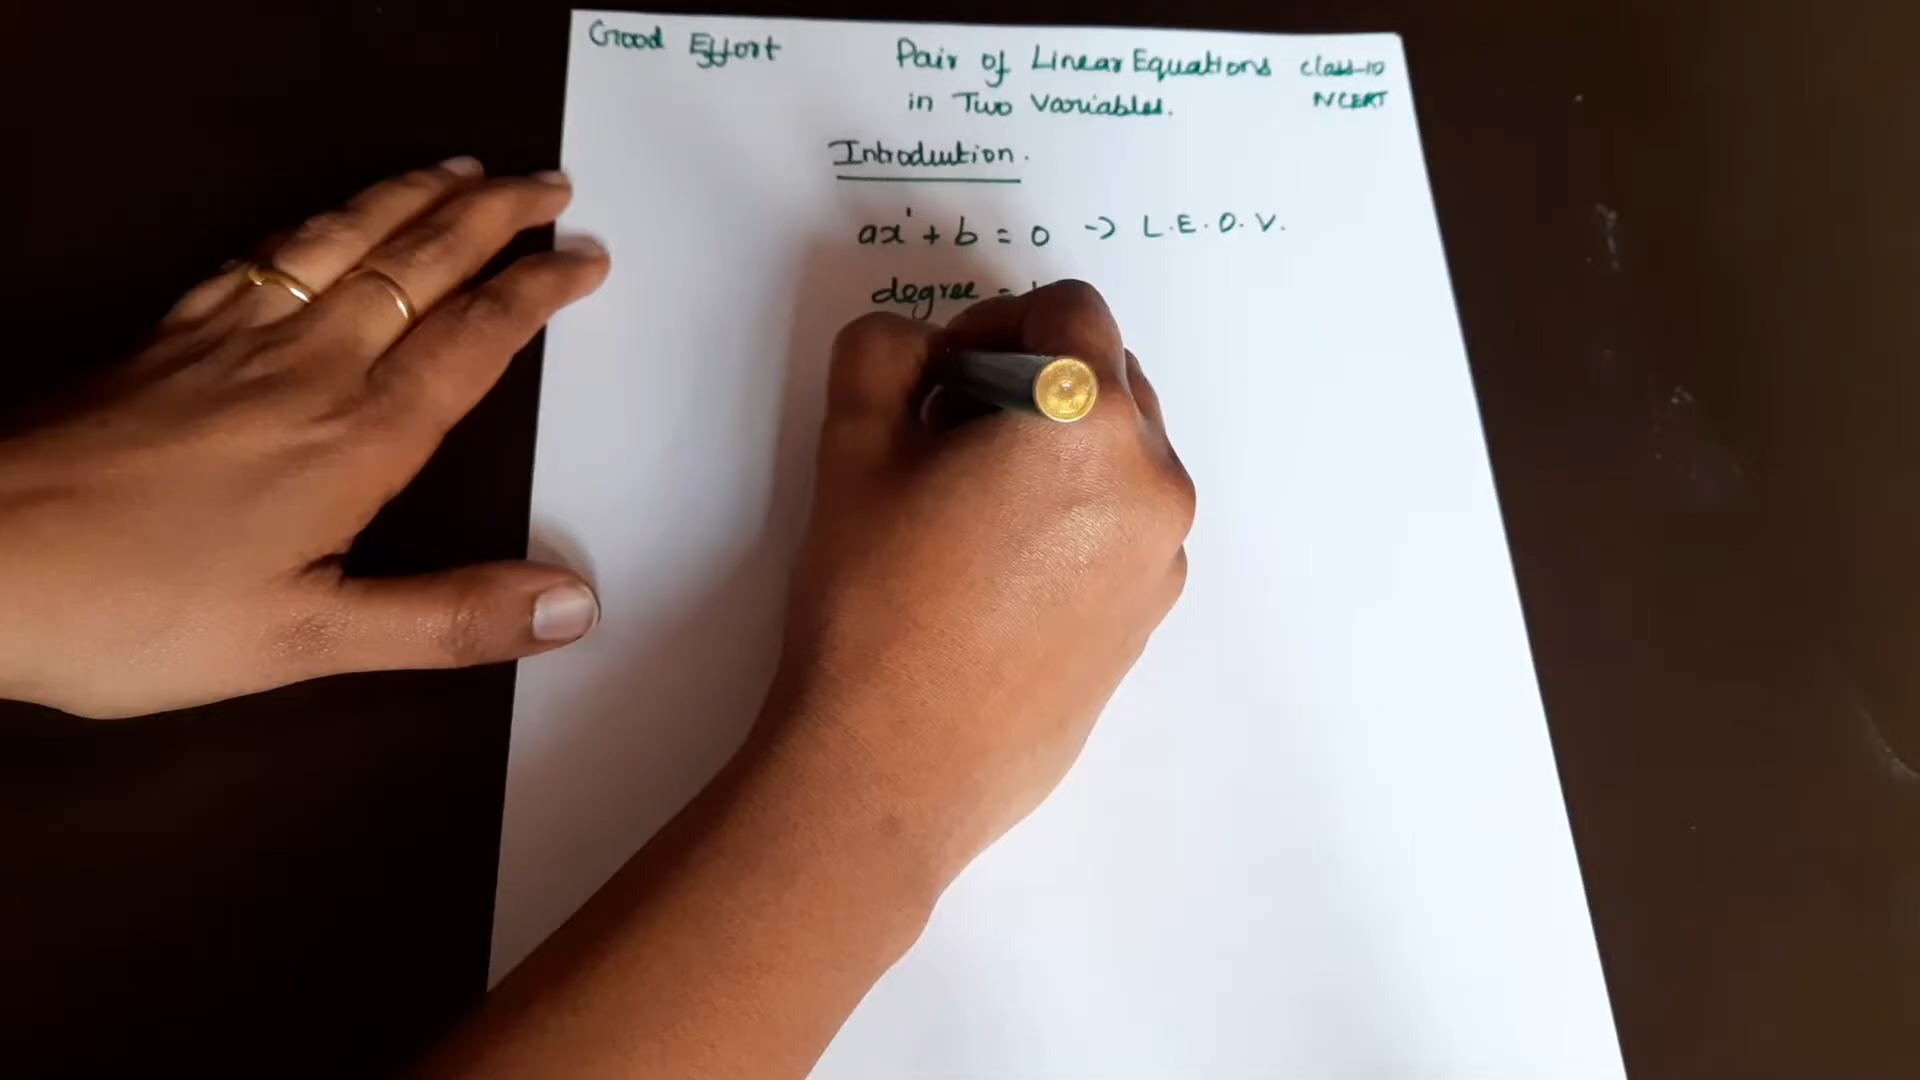 Good Effort
Pair of Linear Equations class-10
in Two Variables. NCERT
Introduction.
ax¹ + b = 0 -> L.E.O.V.
degree =